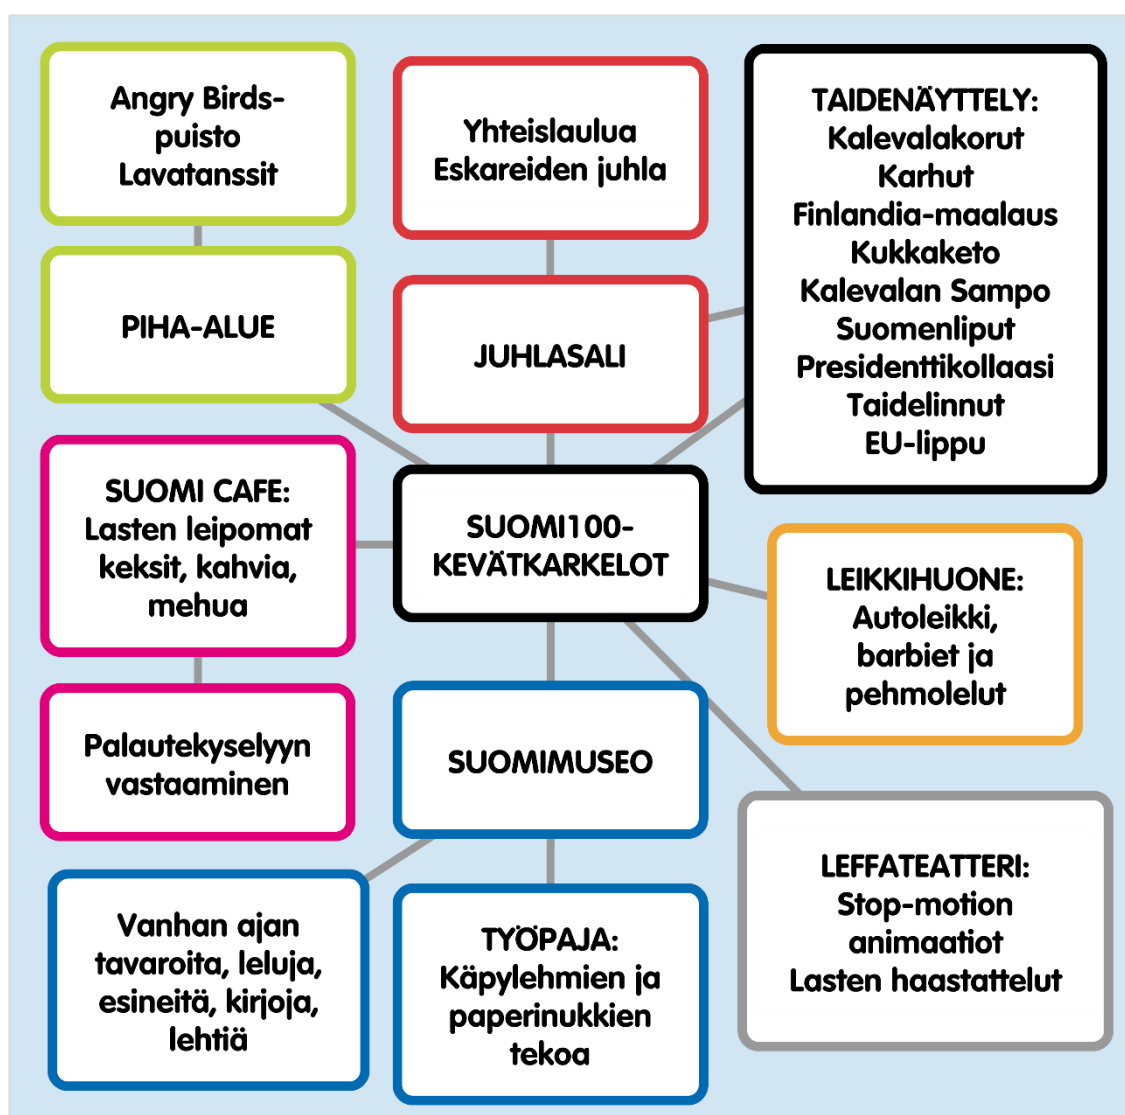 Angry Birds-
puisto
Lavatanssit
Yhteislaulua
Eskareiden juhla
TAIDENÄYTTELY:
Kalevalakorut
Karhut
Finlandia-maalaus
Kukkaketo
Kalevalan Sampo
Suomenliput
Presidenttikollaasi
Taidelinnut
EU-lippu
PIHA-ALUE
JUHLASALI
SUOMI CAFE:
Lasten leipomat
keksit, kahvia,
mehua
SUOMI100-
KEVÄTKARKELOT
LEIKKIHUONE:
Autoleikki,
barbiet ja
pehmolelut
Palautekyselyyn
vastaaminen
SUOMIMUSEO
LEFFATEATTERI:
Stop-motion
animaatiot
Lasten haastattelut
Vanhan ajan
tavaroita, leluja,
esineitä, kirjoja,
lehtiä
TYÖPAJA:
Käpylehmien ja
paperinukkien
tekoa